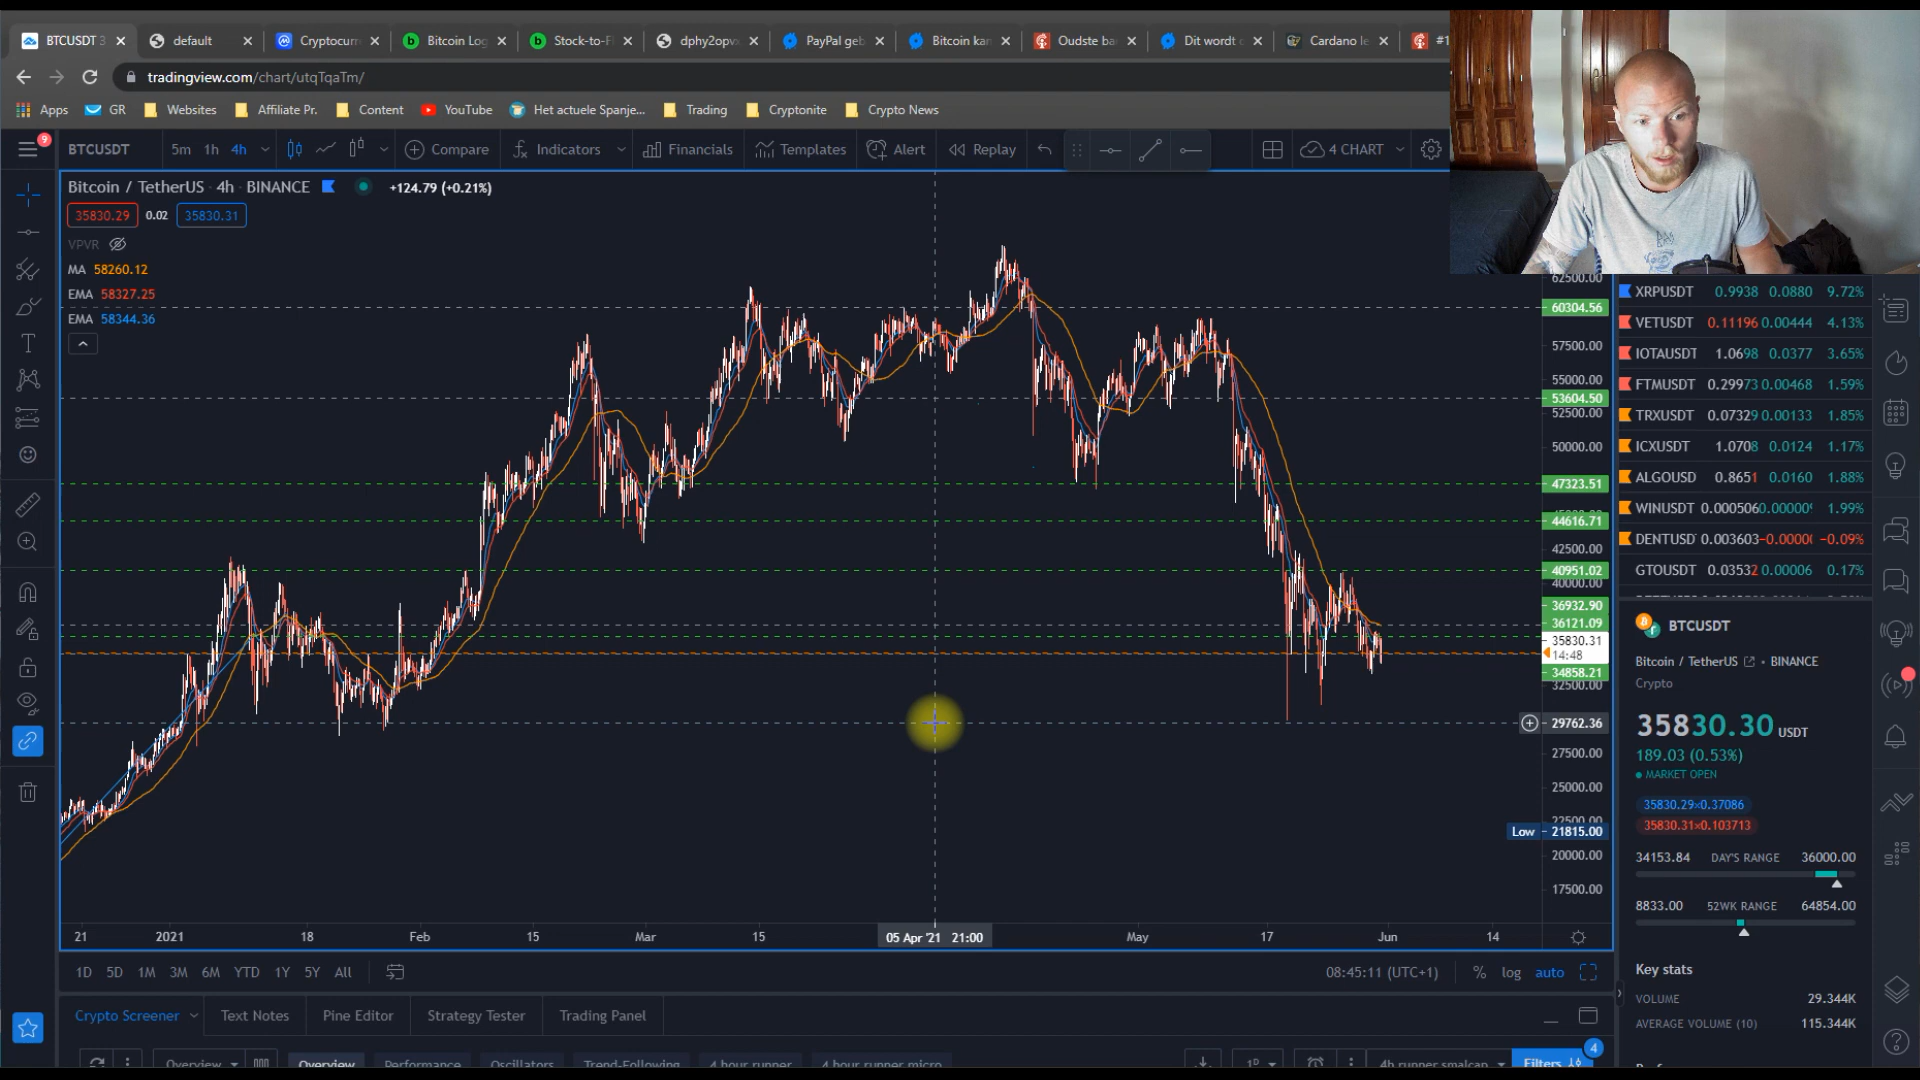 BTCUSDT 3
default
Cryptocurr
Bitcoin Log
Stock-to-Fl
dphy2opv
PayPal geb
Bitcoin kan
Oudste ba
Dit wordt
Cardano le
#1
tradingview.com/chart/utqTqaTm/
Apps GR Websites Affiliate Pr. Content YouTube Het actuele Spanje... Trading Cryptonite Crypto News
9
BTCUSDT 5m 1h 4h Compare Indicators Financials Templates Alert Replay 4 CHART
Bitcoin / TetherUS · 4h · BINANCE +124.79 (+0.21%)
35830.29 0.02 35830.31
VPVR
MA 58260.12
EMA 58327.25
EMA 58344.36
62500.00
60304.56
57500.00
55000.00
53604.50
52500.00
50000.00
47323.51
44616.71
42500.00
40951.02
40000.00
36932.90
36121.09
35830.31
14:48
34858.21
32500.00
29762.36
27500.00
25000.00
22500.00
Low 21815.00
20000.00
17500.00
21 2021 18 Feb 15 Mar 15 05 Apr '21 21:00 May 17 Jun 14
1D 5D 1M 3M 6M YTD 1Y 5Y All 08:45:11 (UTC+1) % log auto
Crypto Screener Text Notes Pine Editor Strategy Tester Trading Panel
Overview Overview Performance Oscillators Trend-Following 4 hour runner 4 hour runner micro 1D 4h runner smalcap Filters 4
XRPUSDT 0.9938 0.0880 9.72%
VETUSDT 0.11196 0.00444 4.13%
IOTAUSDT 1.0698 0.0377 3.65%
FTMUSDT 0.29973 0.00468 1.59%
TRXUSDT 0.07329 0.00133 1.85%
ICXUSDT 1.0708 0.0124 1.17%
ALGOUSD 0.8651 0.0160 1.88%
WINUSDT 0.000506 0.00000 1.99%
DENTUSD 0.003603 -0.0000 -0.09%
GTOUSDT 0.03532 0.00006 0.17%
BTCUSDT
Bitcoin / TetherUS • BINANCE
Crypto
35830.30 USDT
189.03 (0.53%)
MARKET OPEN
35830.29×0.37086
35830.31×0.103713
34153.84 DAY'S RANGE 36000.00
8833.00 52WK RANGE 64854.00
Key stats
VOLUME 29.344K
AVERAGE VOLUME (10) 115.344K